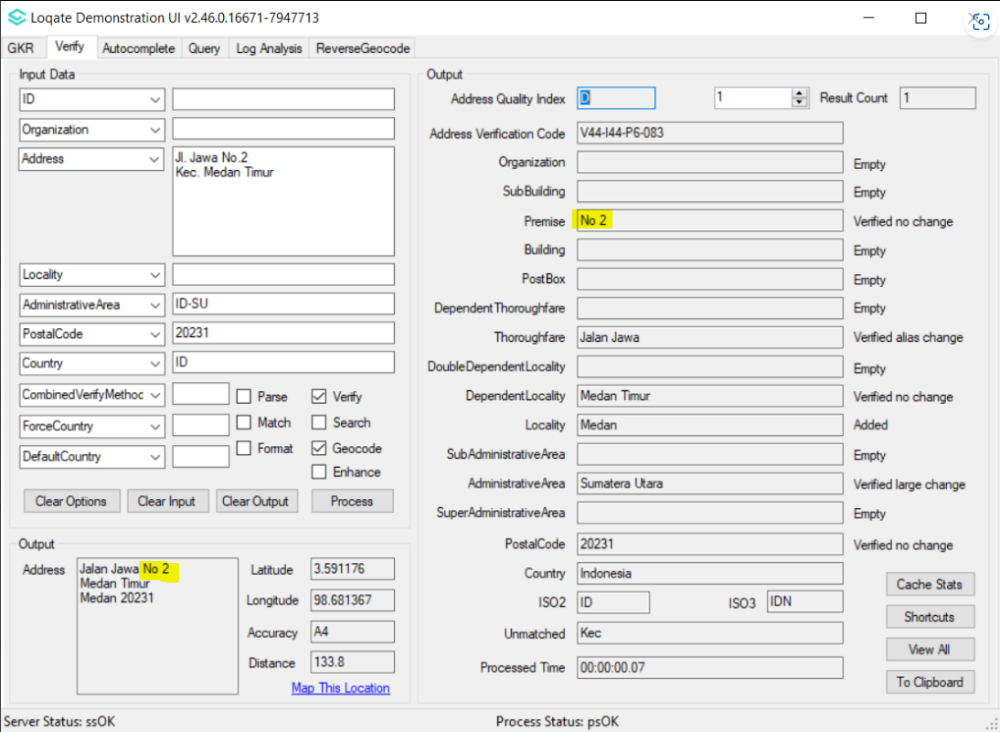 Loqate Demonstration UI v2.46.0.16671-7947713
GKR Verify Autocomplete Query Log Analysis ReverseGeocode
Input Data
ID
Organization
Address
Jl. Jawa No.2
Kec. Medan Timur
Locality
AdministrativeArea ID-SU
PostalCode 20231
Country ID
CombinedVerifyMethod Parse Verify
ForceCountry Match Search
DefaultCountry Format Geocode
Enhance
Clear Options Clear Input Clear Output Process
Output
Address
Jalan Jawa No 2
Medan Timur
Medan 20231
Latitude 3.591176
Longitude 98.681367
Accuracy A4
Distance 133.8
Map This Location
Output
Address Quality Index D 1 Result Count 1
Address Verification Code V44-I44-P6-083
Organization Empty
SubBuilding Empty
Premise No 2 Verified no change
Building Empty
PostBox Empty
DependentThoroughfare Empty
Thoroughfare Jalan Jawa Verified alias change
DoubleDependentLocality Empty
DependentLocality Medan Timur Verified no change
Locality Medan Added
SubAdministrativeArea Empty
AdministrativeArea Sumatera Utara Verified large change
SuperAdministrativeArea Empty
PostalCode 20231 Verified no change
Country Indonesia
ISO2 ID ISO3 IDN
Unmatched Kec
Processed Time 00:00:00.07
Cache Stats
Shortcuts
View All
To Clipboard
Server Status: ssOK Process Status: psOK